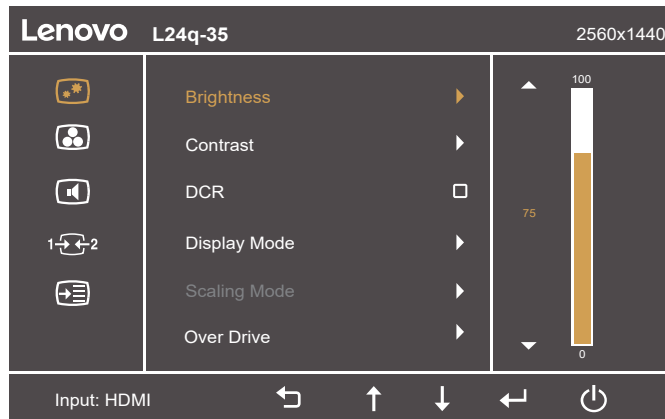 Lenovo L24q-35 2560x1440
Brightness
Contrast
DCR
Display Mode
Scaling Mode
Over Drive
1 2
100
75
0
Input: HDMI